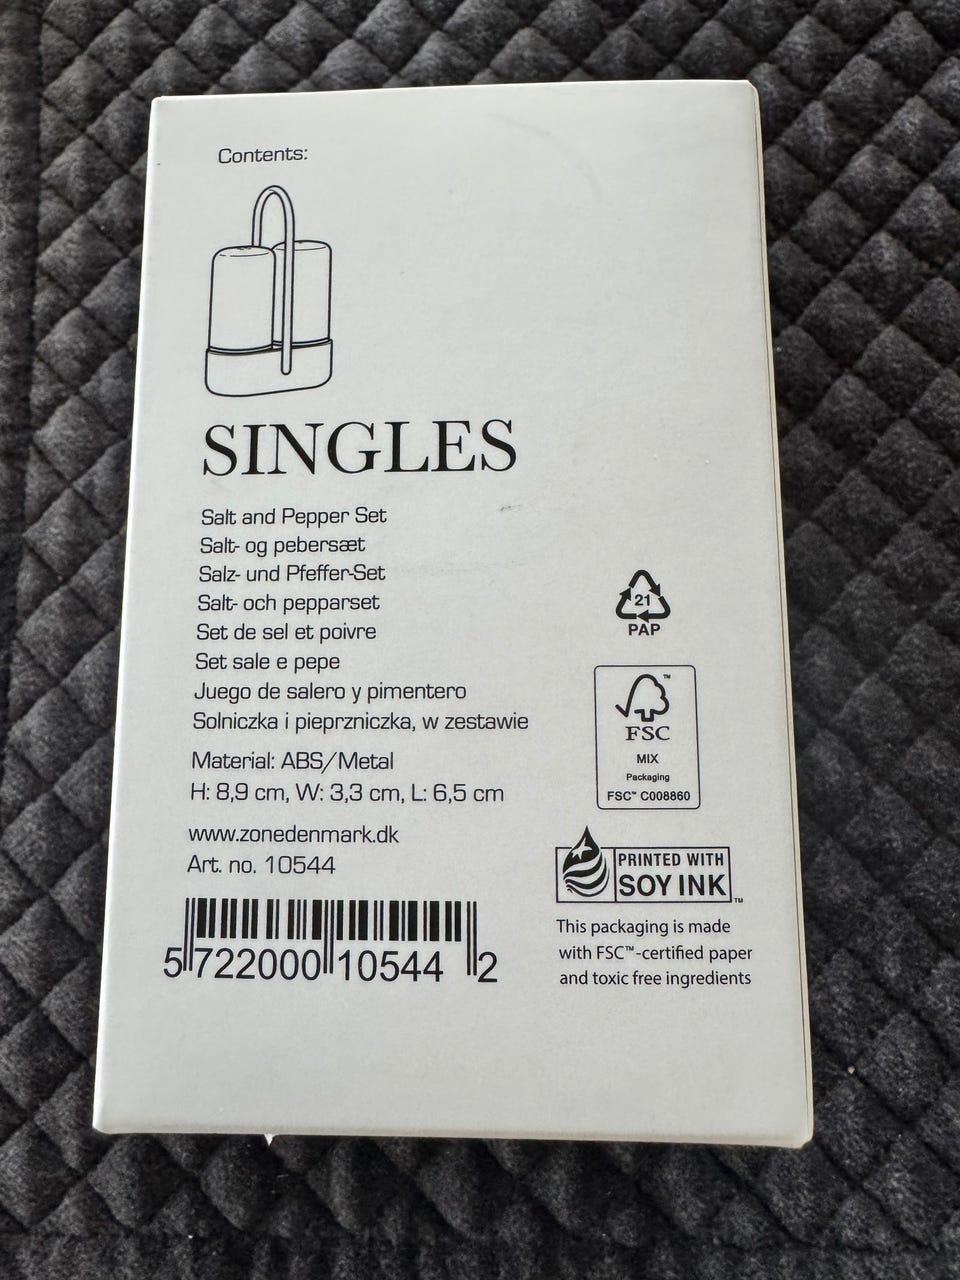 Contents:
SINGLES
Salt and Pepper Set
Salt- og pebersæt
Salz- und Pfeffer-Set
Salt- och pepparset
Set de sel et poivre
Set sale e pepe
Juego de salero y pimentero
Solniczka i pieprzniczka, w zestawie
Material: ABS/Metal
H: 8,9 cm, W: 3,3 cm, L: 6,5 cm
www.zonedenmark.dk
Art. no. 10544
5 722000 10544 2
21
PAP
FSC
™
MIX
Packaging
FSC™ C008860
PRINTED WITH
SOY INK™
This packaging is made
with FSC™-certified paper
and toxic free ingredients